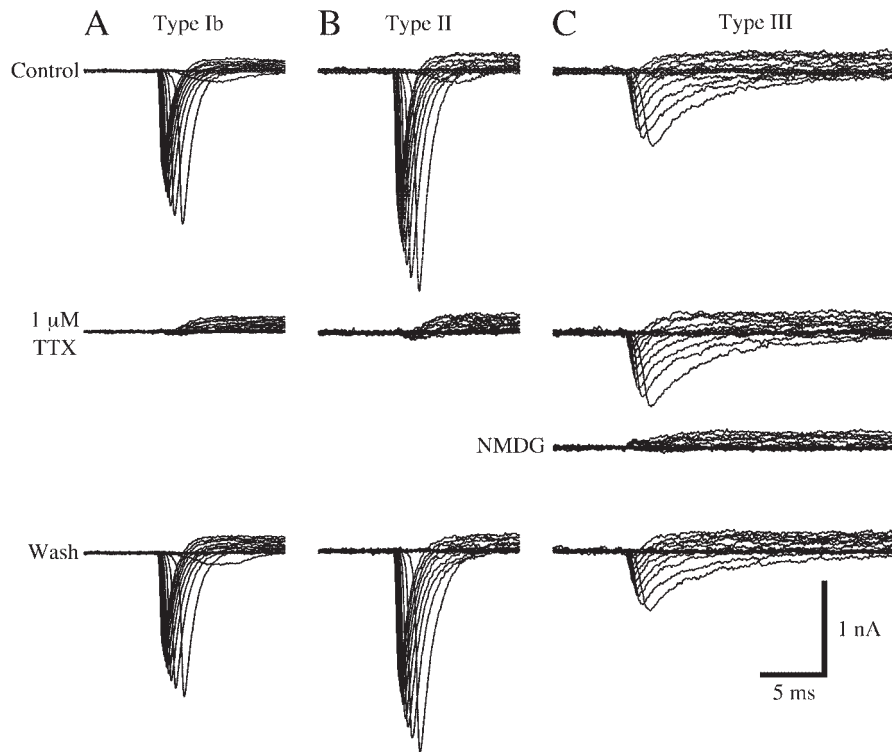 A Type Ib B Type II C Type III
Control
1 µM
TTX
NMDG
Wash
1 nA
5 ms